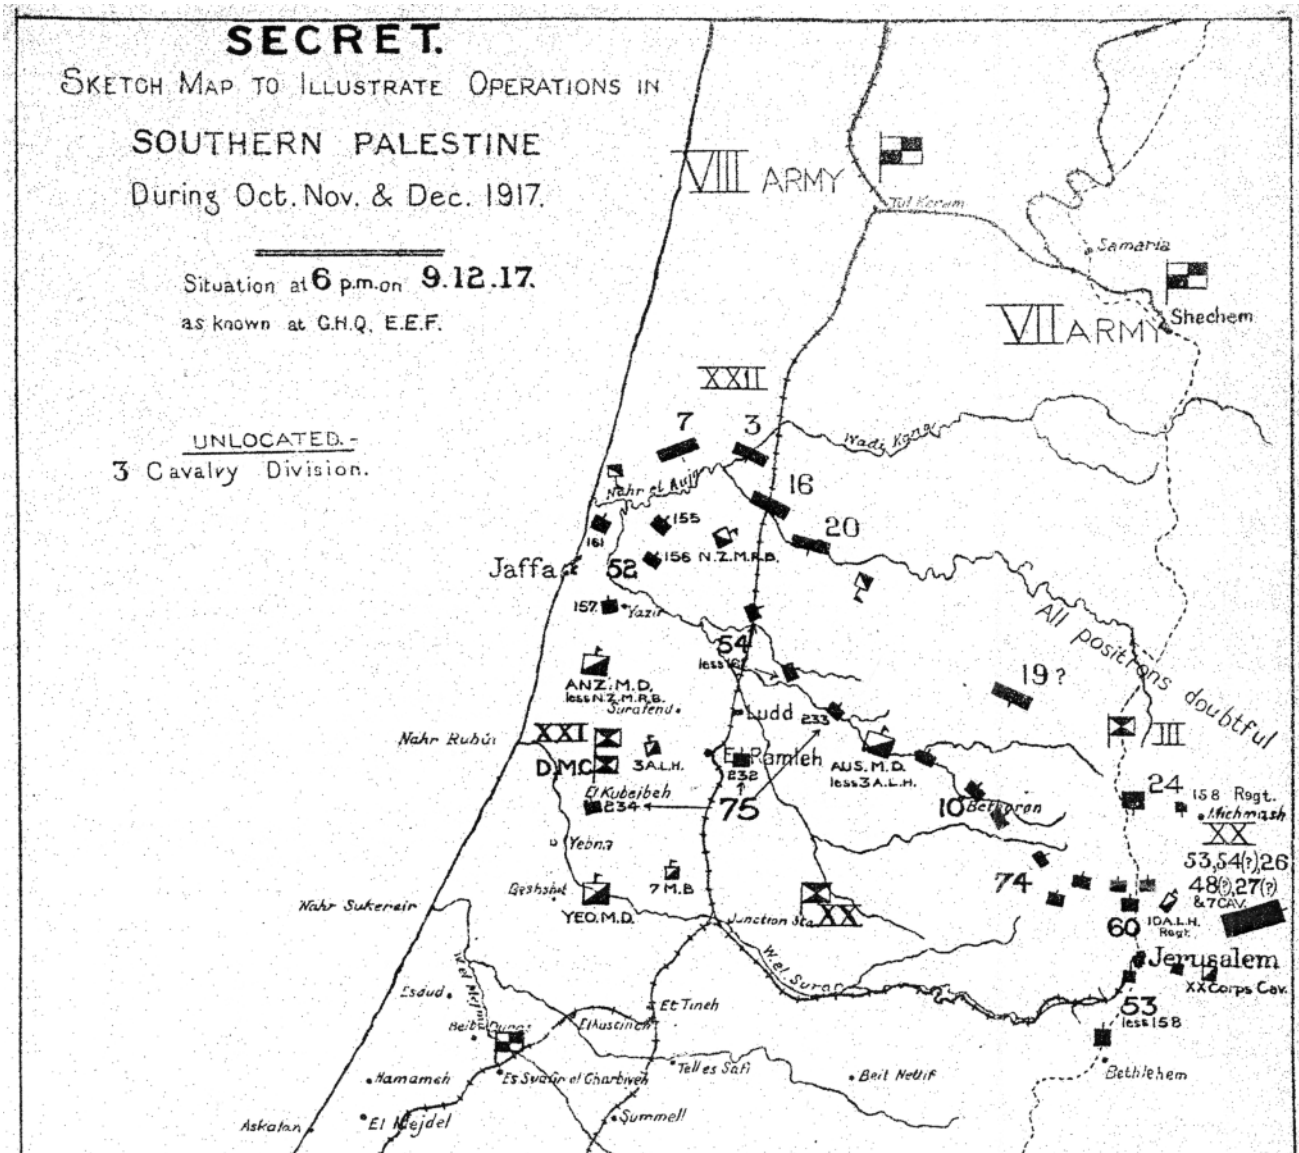 SECRET.
SKETCH MAP TO ILLUSTRATE OPERATIONS IN
SOUTHERN PALESTINE
During Oct. Nov. & Dec. 1917.
Situation at 6 p.m. on 9.12.17.
as known at G.H.Q. E.E.F.
UNLOCATED.-
3 Cavalry Division.
VIII ARMY
Tul Keram
Samaria
Shechem
VII ARMY
XXII
7
3
Wadi Kana
Nahr el Auja
16
20
161
155
156
N.Z.M.R.B.
Jaffa
52
157.
Yazir
All positions doubtful
54
less 161
19?
ANZ. M.D.
less N.Z.M.R.B.
Surafend
Ludd
233
Nahr Rubin
XXI
D.M.C
3 A.L.H.
El Ramleh
232
AUS. M.D.
less 3 A.L.H.
III
El Kubeibeh
234
75
10
Bethoron
24
158 Regt.
Michmash
XX
53, 54(?), 26
48(?), 27(?)
& 7 CAV.
Yebna
74
7 M.B
Beshshit
YEO. M.D.
XX
Junction Sta.
60
10 A.L.H.
Regt.
Nahr Sukereir
W. el Surar
Jerusalem
XX Corps Cav.
53
less 158
Esdud
Et Tineh
Beit Duras
El Kustineh
Bethlehem
Hamameh
Es Suafir el Gharbiyeh
Tell es Safi
Beit Nettif
Askalan
El Mejdel
Summeil